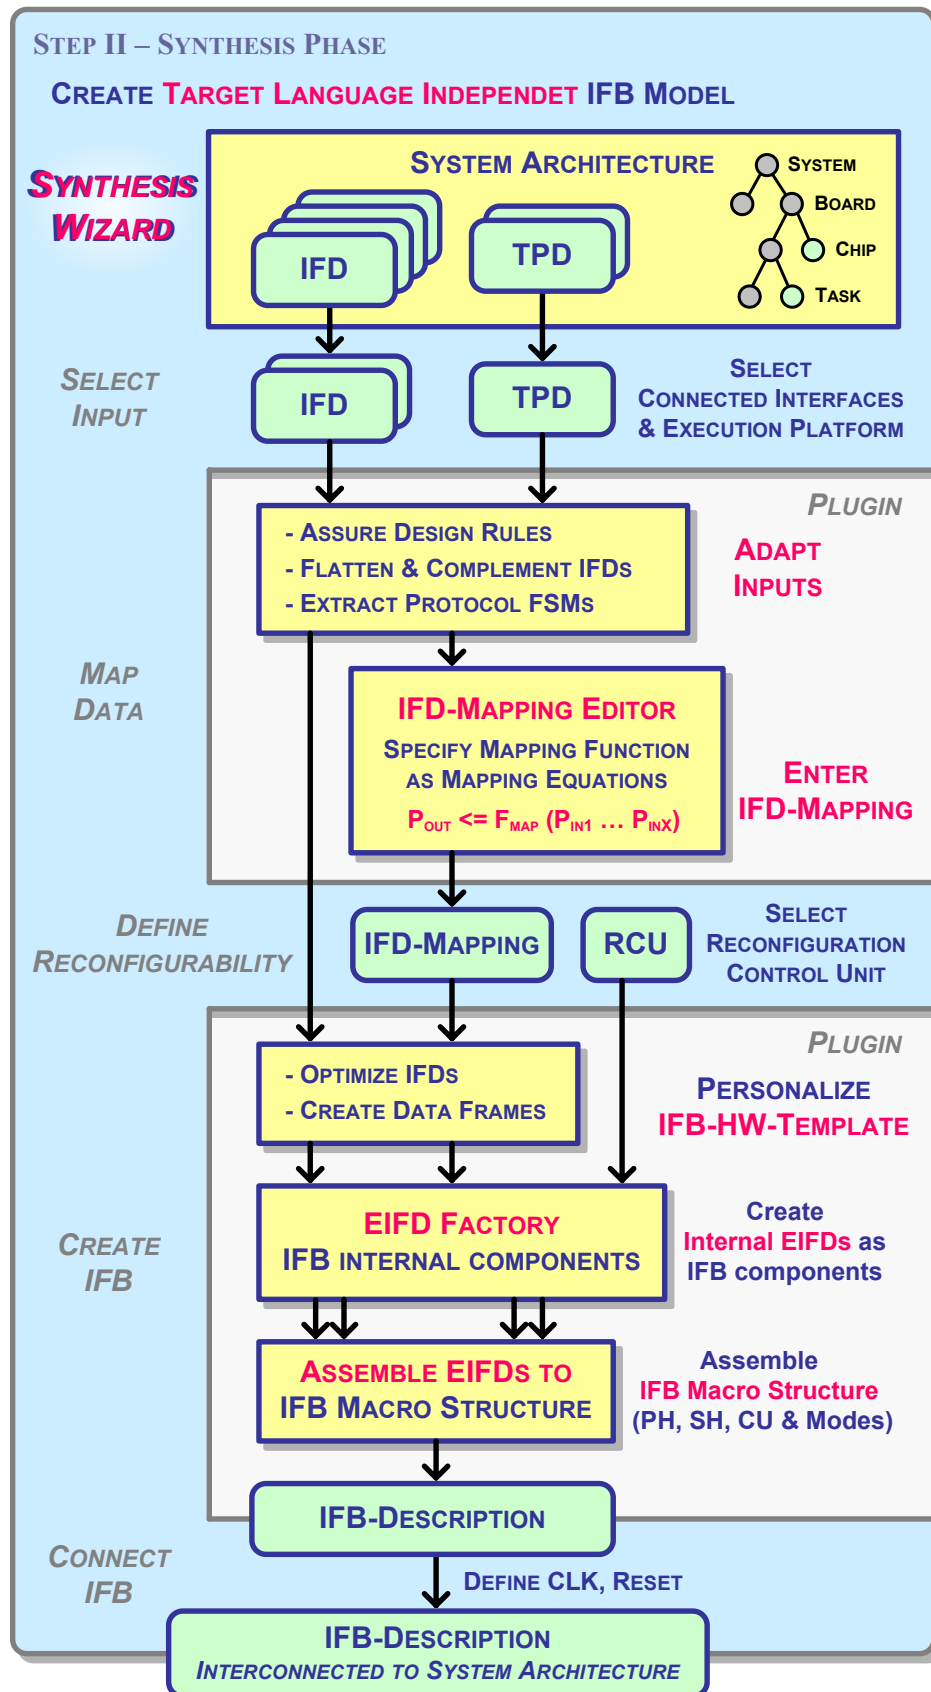 Step II – Synthesis Phase
Create Target Language Independet IFB Model
System Architecture
Synthesis
Wizard
System
Board
Chip
Task
IFD
TPD
Select
Input
IFD
TPD
Select
Connected Interfaces
& Execution Platform
Plugin
- Assure Design Rules
- Flatten & Complement IFDs
- Extract Protocol FSMs
Adapt
Inputs
Map
Data
IFD-Mapping Editor
Specify Mapping Function
as Mapping Equations
P_OUT <= F_MAP (P_IN1 … P_INX)
Enter
IFD-Mapping
Define
Reconfigurability
IFD-Mapping
RCU
Select
Reconfiguration
Control Unit
Plugin
- Optimize IFDs
- Create Data Frames
Personalize
IFB-HW-Template
Create
IFB
EIFD Factory
IFB internal components
Create
Internal EIFDs as
IFB components
Assemble EIFDs to
IFB Macro Structure
Assemble
IFB Macro Structure
(PH, SH, CU & Modes)
IFB-Description
Connect
IFB
Define CLK, Reset
IFB-Description
Interconnected to System Architecture